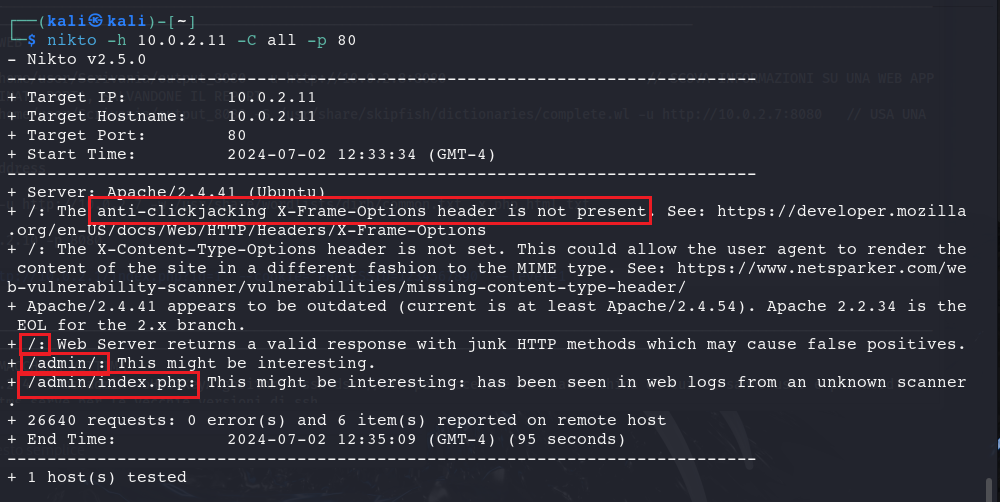 ┌──(kali㉿kali)-[~]
└─$ nikto -h 10.0.2.11 -C all -p 80
- Nikto v2.5.0
---------------------------------------------------------------------------
+ Target IP:          10.0.2.11
+ Target Hostname:    10.0.2.11
+ Target Port:        80
+ Start Time:         2024-07-02 12:33:34 (GMT-4)
---------------------------------------------------------------------------
+ Server: Apache/2.4.41 (Ubuntu)
+ /: The anti-clickjacking X-Frame-Options header is not present. See: https://developer.mozilla
.org/en-US/docs/Web/HTTP/Headers/X-Frame-Options
+ /: The X-Content-Type-Options header is not set. This could allow the user agent to render the
content of the site in a different fashion to the MIME type. See: https://www.netsparker.com/we
b-vulnerability-scanner/vulnerabilities/missing-content-type-header/
+ Apache/2.4.41 appears to be outdated (current is at least Apache/2.4.54). Apache 2.2.34 is the
EOL for the 2.x branch.
+ /: Web Server returns a valid response with junk HTTP methods which may cause false positives.
+ /admin/: This might be interesting.
+ /admin/index.php: This might be interesting: has been seen in web logs from an unknown scanner
.
+ 26640 requests: 0 error(s) and 6 item(s) reported on remote host
+ End Time:           2024-07-02 12:35:09 (GMT-4) (95 seconds)
---------------------------------------------------------------------------
+ 1 host(s) tested